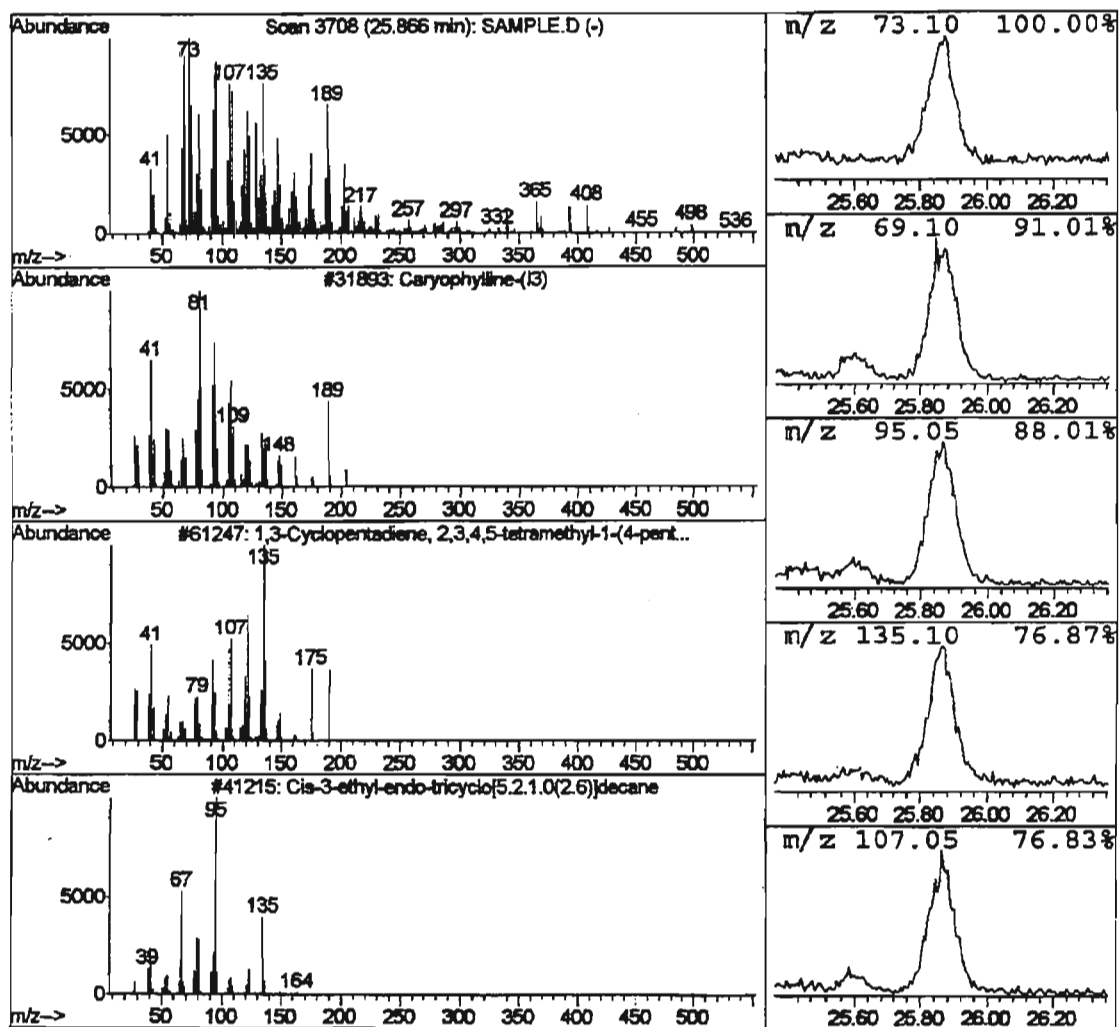 Abundance Scan 3708 (25.866 min): SAMPLE.D (-)
73
107 135
189
5000
41
217 257 297 332 365 408 455 498 536
0
m/z--> 50 100 150 200 250 300 350 400 450 500
Abundance #31893: Caryophylline-(I3)
81
41
5000
189
109
148
0
m/z--> 50 100 150 200 250 300 350 400 450 500
Abundance #61247: 1,3-Cyclopentadiene, 2,3,4,5-tetramethyl-1-(4-pent...
135
5000
41 107
175
79
0
m/z--> 50 100 150 200 250 300 350 400 450 500
Abundance #41215: Cis-3-ethyl-endo-tricyclo[5.2.1.0(2.6)]decane
95
67
5000
135
39
164
0
m/z--> 50 100 150 200 250 300 350 400 450 500
m/z 73.10 100.00%
25.60 25.80 26.00 26.20
m/z 69.10 91.01%
25.60 25.80 26.00 26.20
m/z 95.05 88.01%
25.60 25.80 26.00 26.20
m/z 135.10 76.87%
25.60 25.80 26.00 26.20
m/z 107.05 76.83%
25.60 25.80 26.00 26.20